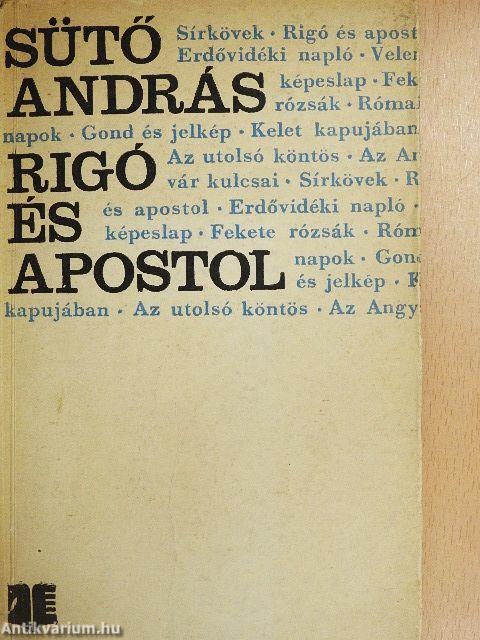 SÜTŐ Sírkövek · Rigó és apost
Erdővidéki napló · Velen
ANDRÁS képeslap · Fek
rózsák · Római
napok · Gond és jelkép · Kelet kapujában
RIGÓ Az utolsó köntös · Az An
vár kulcsai · Sírkövek · R
ÉS és apostol · Erdővidéki napló ·
képeslap · Fekete rózsák · Róm
APOSTOL napok · Gond
és jelkép · K
kapujában · Az utolsó köntös · Az Angy
Antikvárium.hu